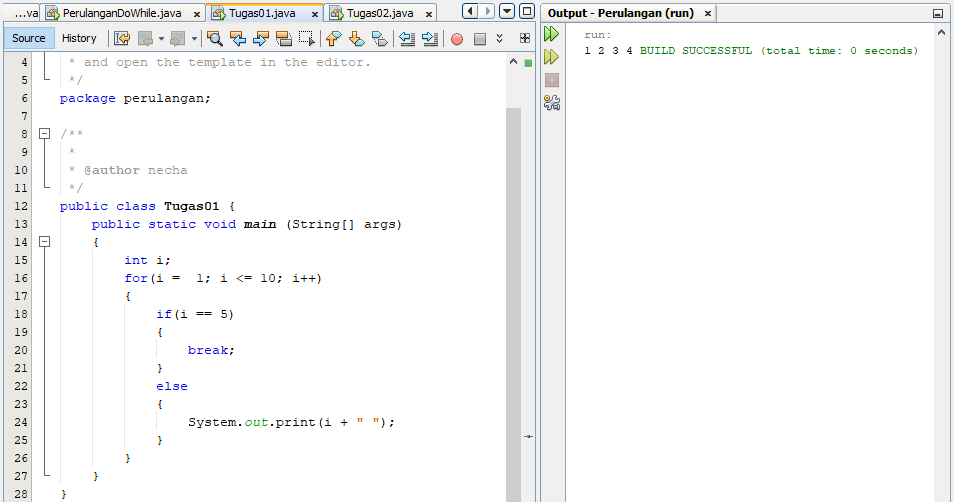 ...va PerulanganDoWhile.java Tugas01.java Tugas02.java
Source History
4 * and open the template in the editor.
5 */
6 package perulangan;
7
8 /**
9 *
10 * @author necha
11 */
12 public class Tugas01 {
13 public static void main (String[] args)
14 {
15 int i;
16 for(i =  1; i <= 10; i++)
17 {
18 if(i == 5)
19 {
20 break;
21 }
22 else
23 {
24 System.out.print(i + " ");
25 }
26 }
27 }
28 }
Output - Perulangan (run)
run:
1 2 3 4 BUILD SUCCESSFUL (total time: 0 seconds)